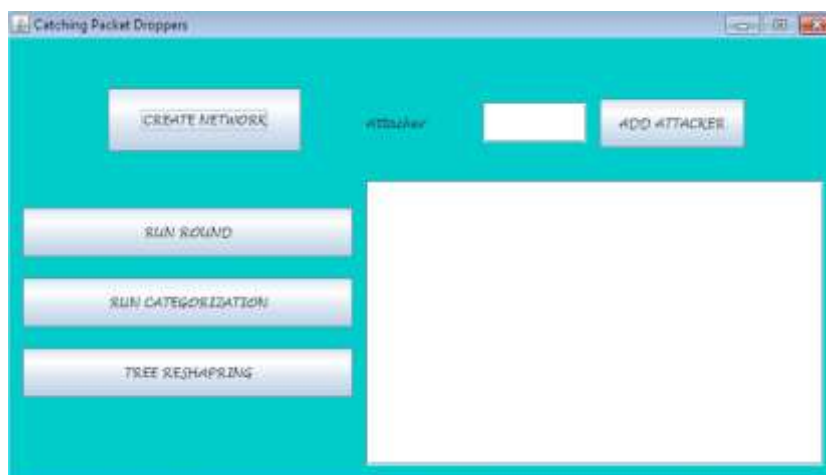 Catching Packet Droppers
CREATE NETWORK
Attacker
ADD ATTACKER
RUN ROUND
RUN CATEGORIZATION
TREE RESHAPRING